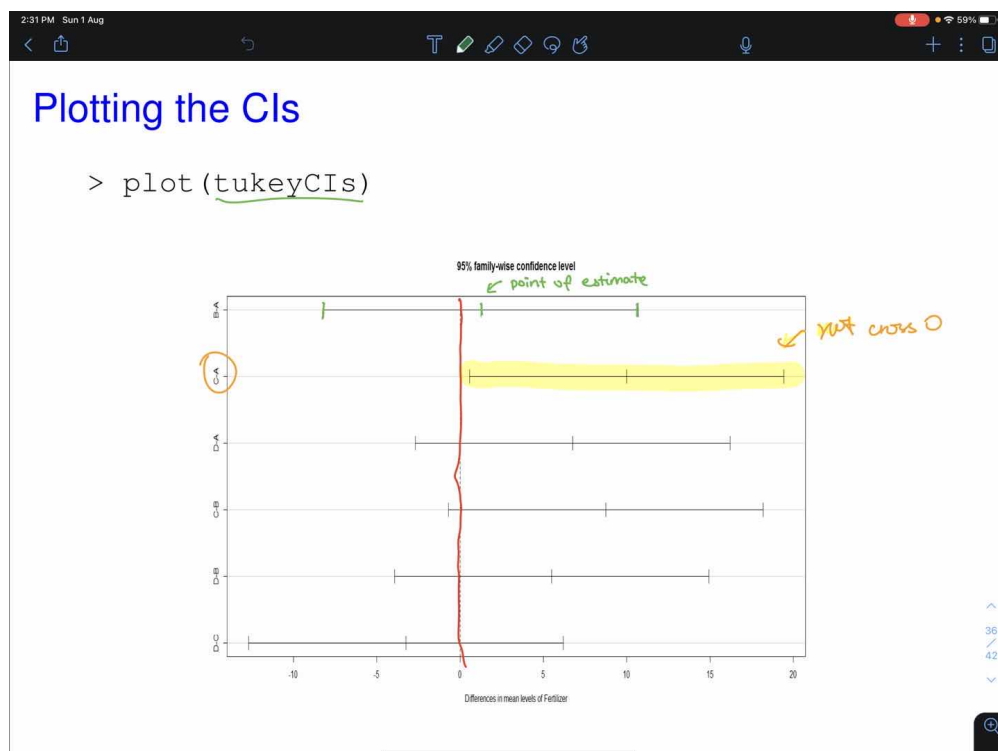 2:31 PM Sun 1 Aug
59%
Plotting the CIs
> plot(tukeyCIs)
95% family-wise confidence level
point of estimate
B-A
not cross 0
C-A
D-A
C-B
D-B
D-C
-10 -5 0 5 10 15 20
Differences in mean levels of Fertilizer
36
/
42